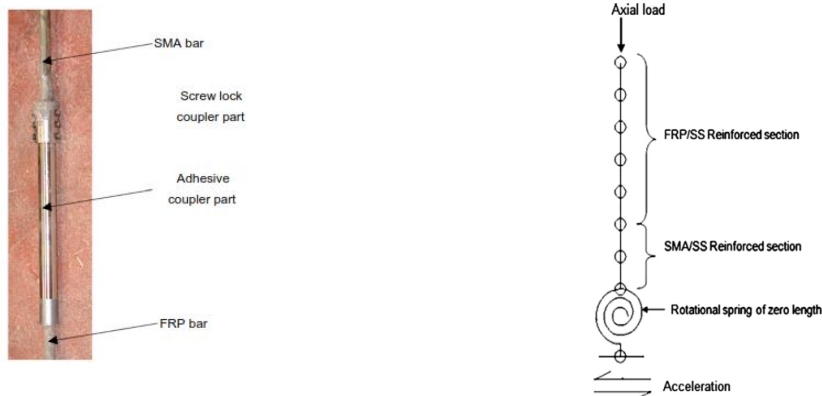 SMA bar
Screw lock
coupler part
Adhesive
coupler part
FRP bar
Axial load
FRP/SS Reinforced section
SMA/SS Reinforced section
Rotational spring of zero length
Acceleration